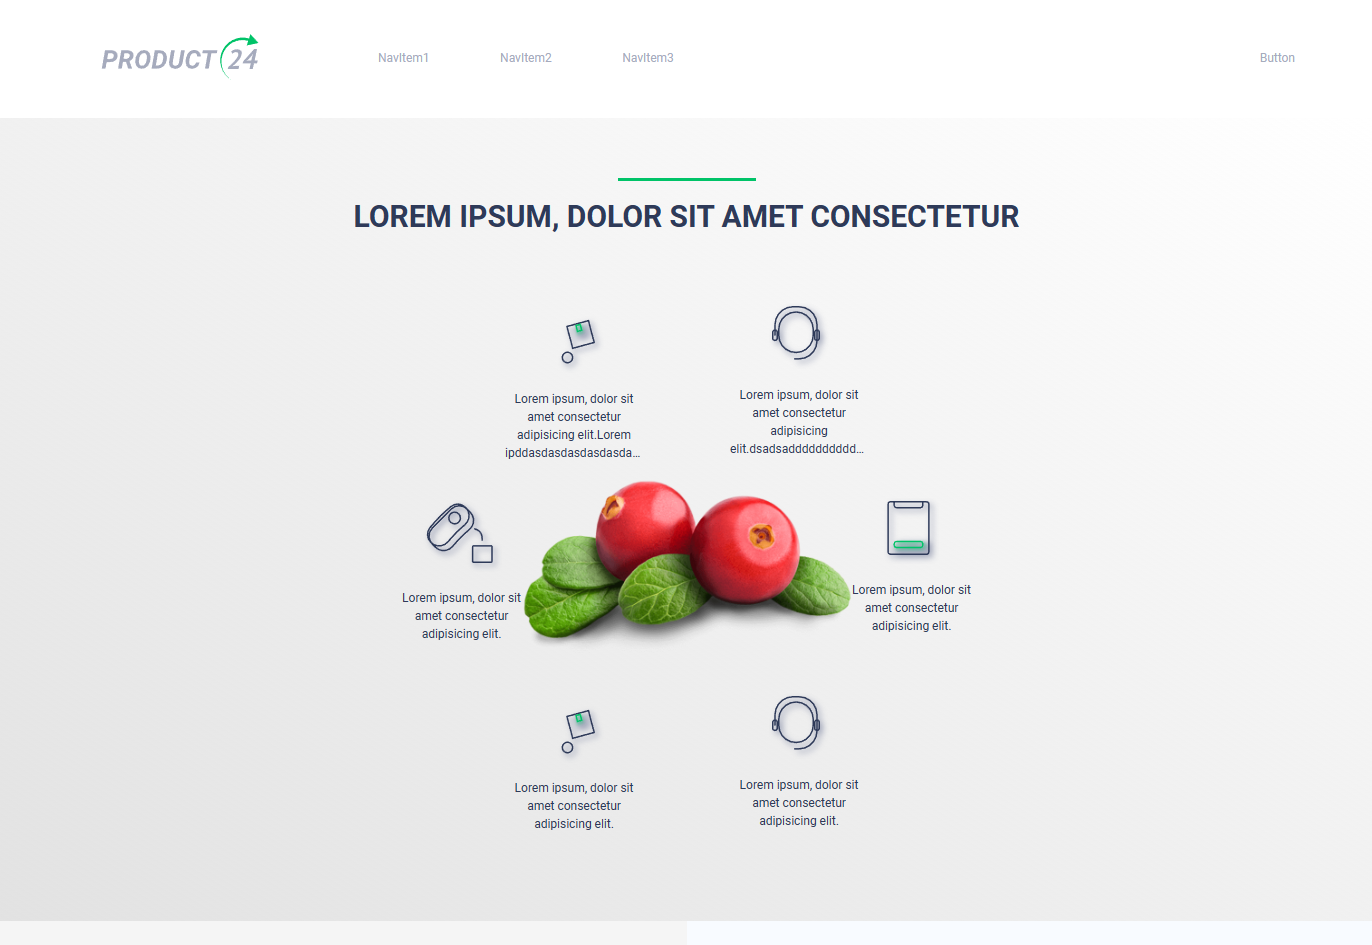 PRODUCT 24
NavItem1 NavItem2 NavItem3 Button
LOREM IPSUM, DOLOR SIT AMET CONSECTETUR
Lorem ipsum, dolor sit
amet consectetur
adipisicing elit.Lorem
ipddasdasdasdasdasda...
Lorem ipsum, dolor sit
amet consectetur
adipisicing
elit.dsadsaddddddddddd...
Lorem ipsum, dolor sit
amet consectetur
adipisicing elit.
Lorem ipsum, dolor sit
amet consectetur
adipisicing elit.
Lorem ipsum, dolor sit
amet consectetur
adipisicing elit.
Lorem ipsum, dolor sit
amet consectetur
adipisicing elit.